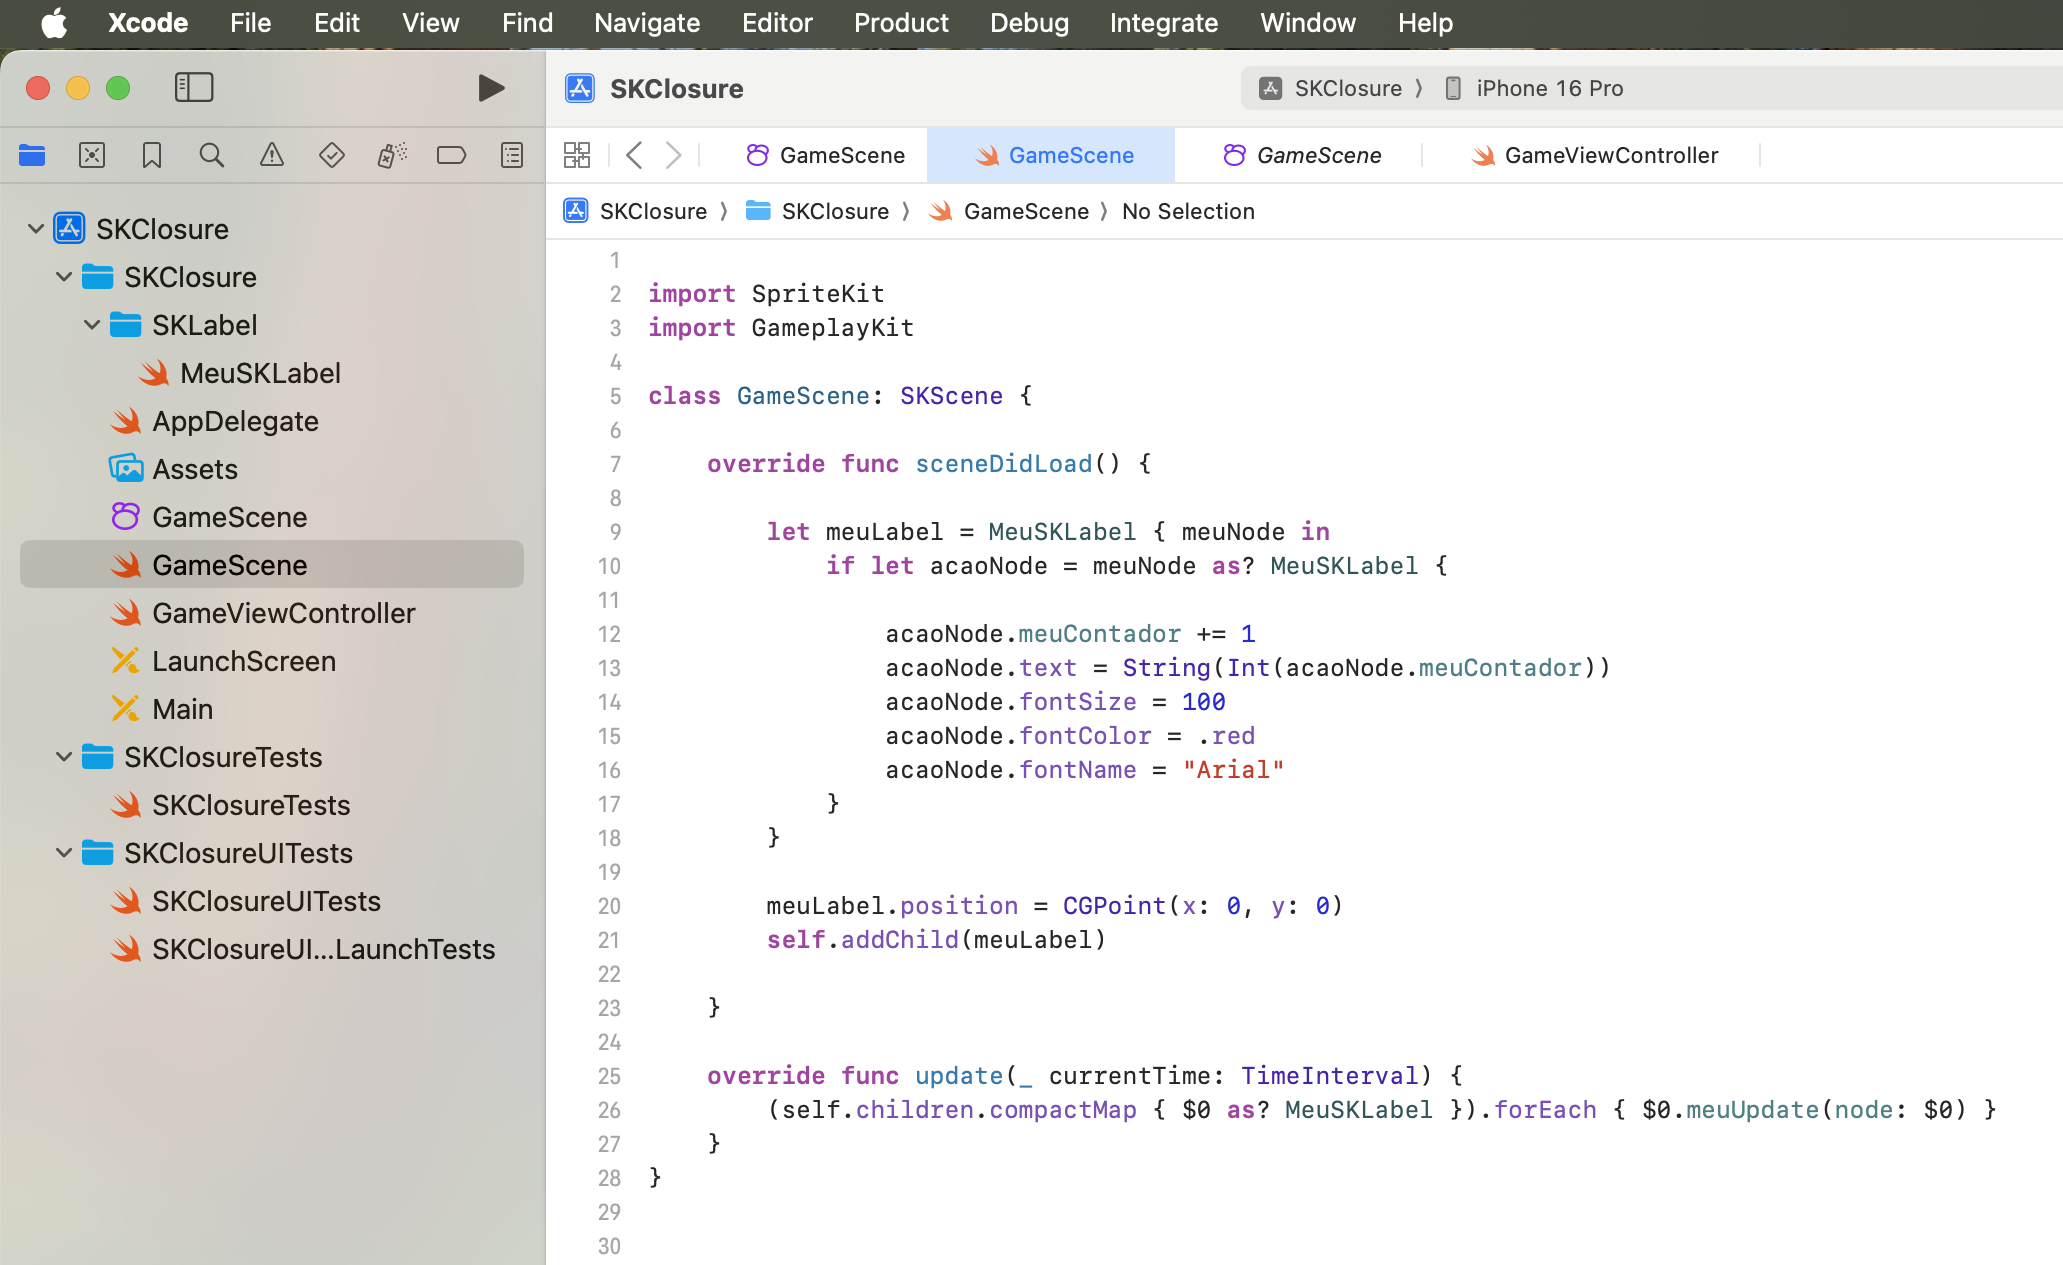 Xcode File Edit View Find Navigate Editor Product Debug Integrate Window Help
SKClosure
SKClosure 〉 iPhone 16 Pro
GameScene GameScene GameScene GameViewController
SKClosure 〉 SKClosure 〉 GameScene 〉 No Selection
SKClosure
SKClosure
SKLabel
MeuSKLabel
AppDelegate
Assets
GameScene
GameScene
GameViewController
LaunchScreen
Main
SKClosureTests
SKClosureTests
SKClosureUITests
SKClosureUITests
SKClosureUI...LaunchTests
1
2 import SpriteKit
3 import GameplayKit
4
5 class GameScene: SKScene {
6
7     override func sceneDidLoad() {
8
9         let meuLabel = MeuSKLabel { meuNode in
10             if let acaoNode = meuNode as? MeuSKLabel {
11
12                 acaoNode.meuContador += 1
13                 acaoNode.text = String(Int(acaoNode.meuContador))
14                 acaoNode.fontSize = 100
15                 acaoNode.fontColor = .red
16                 acaoNode.fontName = "Arial"
17             }
18         }
19
20         meuLabel.position = CGPoint(x: 0, y: 0)
21         self.addChild(meuLabel)
22
23     }
24
25     override func update(_ currentTime: TimeInterval) {
26         (self.children.compactMap { $0 as? MeuSKLabel }).forEach { $0.meuUpdate(node: $0) }
27     }
28 }
29
30